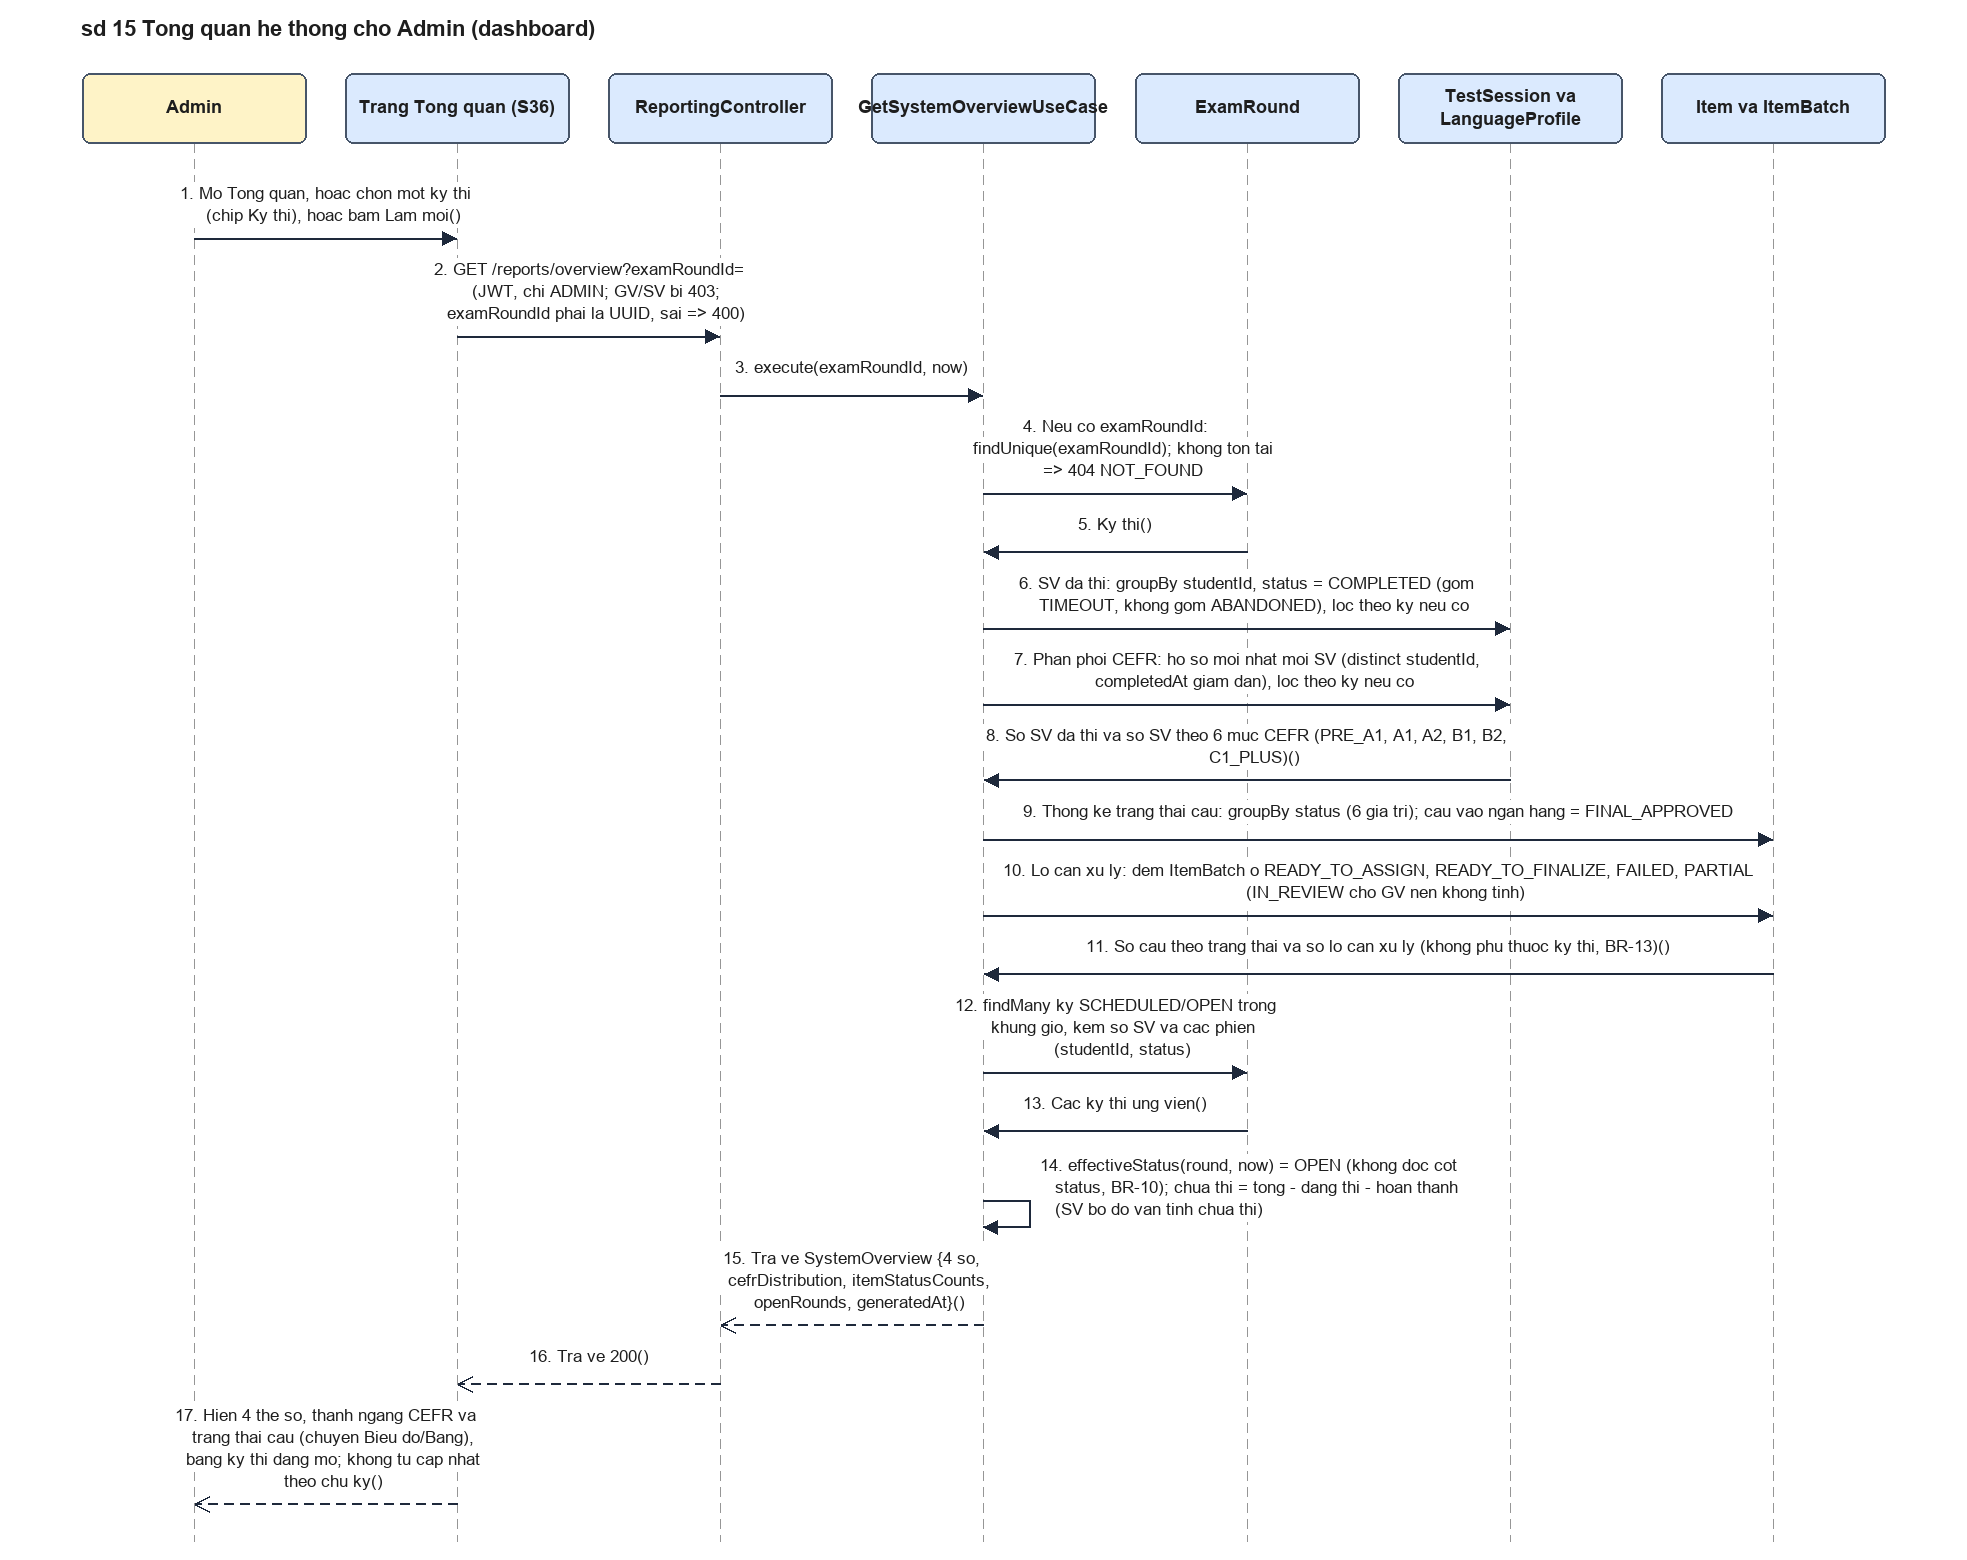 sd 15 Tong quan he thong cho Admin (dashboard)
Admin
Trang Tong quan (S36)
ReportingController
GetSystemOverviewUseCase
ExamRound
TestSession va
LanguageProfile
Item va ItemBatch
1. Mo Tong quan, hoac chon mot ky thi
(chip Ky thi), hoac bam Lam moi()
2. GET /reports/overview?examRoundId=
(JWT, chi ADMIN; GV/SV bi 403;
examRoundId phai la UUID, sai => 400)
3. execute(examRoundId, now)
4. Neu co examRoundId:
findUnique(examRoundId); khong ton tai
=> 404 NOT_FOUND
5. Ky thi()
6. SV da thi: groupBy studentId, status = COMPLETED (gom
TIMEOUT, khong gom ABANDONED), loc theo ky neu co
7. Phan phoi CEFR: ho so moi nhat moi SV (distinct studentId,
completedAt giam dan), loc theo ky neu co
8. So SV da thi va so SV theo 6 muc CEFR (PRE_A1, A1, A2, B1, B2,
C1_PLUS)()
9. Thong ke trang thai cau: groupBy status (6 gia tri); cau vao ngan hang = FINAL_APPROVED
10. Lo can xu ly: dem ItemBatch o READY_TO_ASSIGN, READY_TO_FINALIZE, FAILED, PARTIAL
(IN_REVIEW cho GV nen khong tinh)
11. So cau theo trang thai va so lo can xu ly (khong phu thuoc ky thi, BR-13)()
12. findMany ky SCHEDULED/OPEN trong
khung gio, kem so SV va cac phien
(studentId, status)
13. Cac ky thi ung vien()
14. effectiveStatus(round, now) = OPEN (khong doc cot
status, BR-10); chua thi = tong - dang thi - hoan thanh
(SV bo do van tinh chua thi)
15. Tra ve SystemOverview {4 so,
cefrDistribution, itemStatusCounts,
openRounds, generatedAt}()
16. Tra ve 200()
17. Hien 4 the so, thanh ngang CEFR va
trang thai cau (chuyen Bieu do/Bang),
bang ky thi dang mo; khong tu cap nhat
theo chu ky()